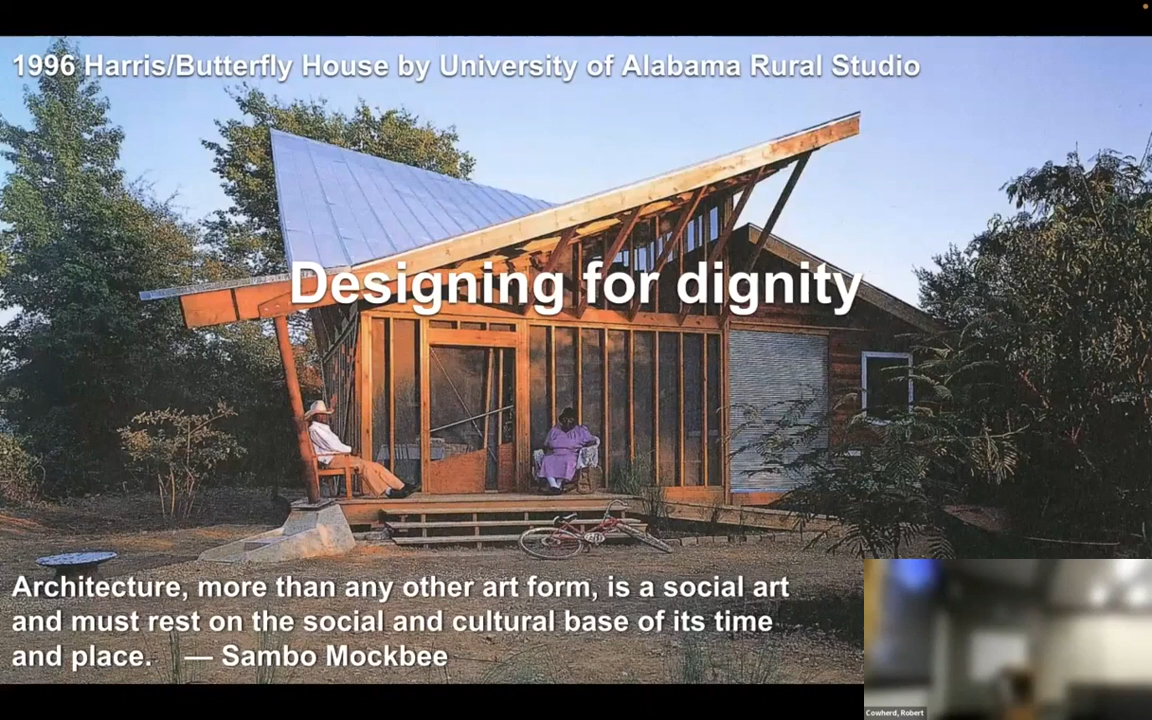 1996 Harris/Butterfly House by University of Alabama Rural Studio
Designing for dignity
Architecture, more than any other art form, is a social art
and must rest on the social and cultural base of its time
and place. — Sambo Mockbee
Cowherd, Robert